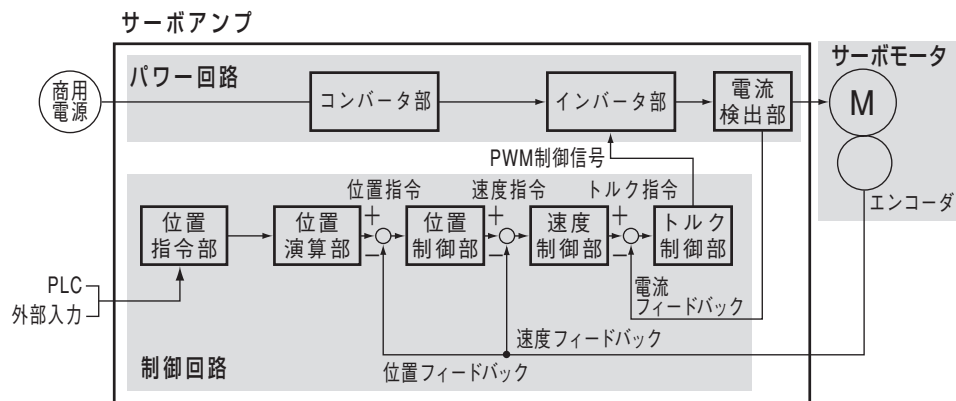 サーボアンプ
サーボモータ
パワー回路
商用
電源
コンバータ部
インバータ部
電流
検出部
M
PWM制御信号
エンコーダ
位置指令
速度指令
トルク指令
+
+
+
位置
指令部
位置
演算部
位置
制御部
速度
制御部
トルク
制御部
−
−
−
PLC
外部入力
電流
フィードバック
速度フィードバック
位置フィードバック
制御回路